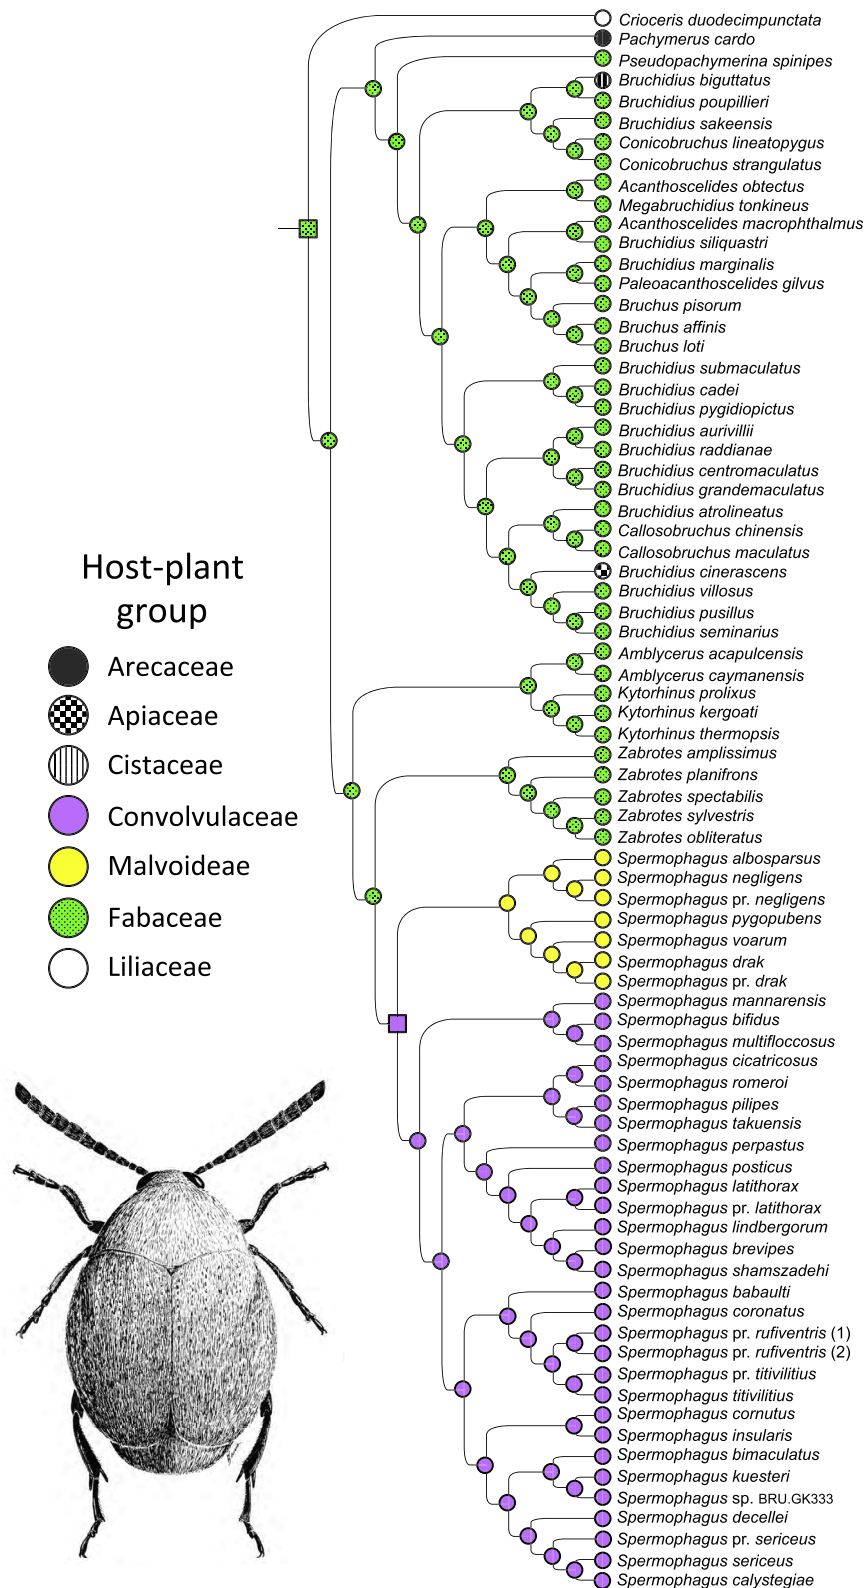 Crioceris duodecimpunctata
Pachymerus cardo
Pseudopachymerina spinipes
Bruchidius biguttatus
Bruchidius poupillieri
Bruchidius sakeensis
Conicobruchus lineatopygus
Conicobruchus strangulatus
Acanthoscelides obtectus
Megabruchidius tonkineus
Acanthoscelides macrophthalmus
Bruchidius siliquastri
Bruchidius marginalis
Paleoacanthoscelides gilvus
Bruchus pisorum
Bruchus affinis
Bruchus loti
Bruchidius submaculatus
Bruchidius cadei
Bruchidius pygidiopictus
Bruchidius aurivillii
Bruchidius raddianae
Bruchidius centromaculatus
Bruchidius grandemaculatus
Bruchidius atrolineatus
Callosobruchus chinensis
Callosobruchus maculatus
Bruchidius cinerascens
Bruchidius villosus
Bruchidius pusillus
Bruchidius seminarius
Amblycerus acapulcensis
Amblycerus caymanensis
Kytorhinus prolixus
Kytorhinus kergoati
Kytorhinus thermopsis
Zabrotes amplissimus
Zabrotes planifrons
Zabrotes spectabilis
Zabrotes sylvestris
Zabrotes obliteratus
Spermophagus albosparsus
Spermophagus negligens
Spermophagus pr. negligens
Spermophagus pygopubens
Spermophagus voarum
Spermophagus drak
Spermophagus pr. drak
Spermophagus mannarensis
Spermophagus bifidus
Spermophagus multifloccosus
Spermophagus cicatricosus
Spermophagus romeroi
Spermophagus pilipes
Spermophagus takuensis
Spermophagus perpastus
Spermophagus posticus
Spermophagus latithorax
Spermophagus pr. latithorax
Spermophagus lindbergorum
Spermophagus brevipes
Spermophagus shamszadehi
Spermophagus babaulti
Spermophagus coronatus
Spermophagus pr. rufiventris (1)
Spermophagus pr. rufiventris (2)
Spermophagus pr. titivilitius
Spermophagus titivilitius
Spermophagus cornutus
Spermophagus insularis
Spermophagus bimaculatus
Spermophagus kuesteri
Spermophagus sp. BRU.GK333
Spermophagus decellei
Spermophagus pr. sericeus
Spermophagus sericeus
Spermophagus calystegiae
Host-plant
group
Arecaceae
Apiaceae
Cistaceae
Convolvulaceae
Malvoideae
Fabaceae
Liliaceae